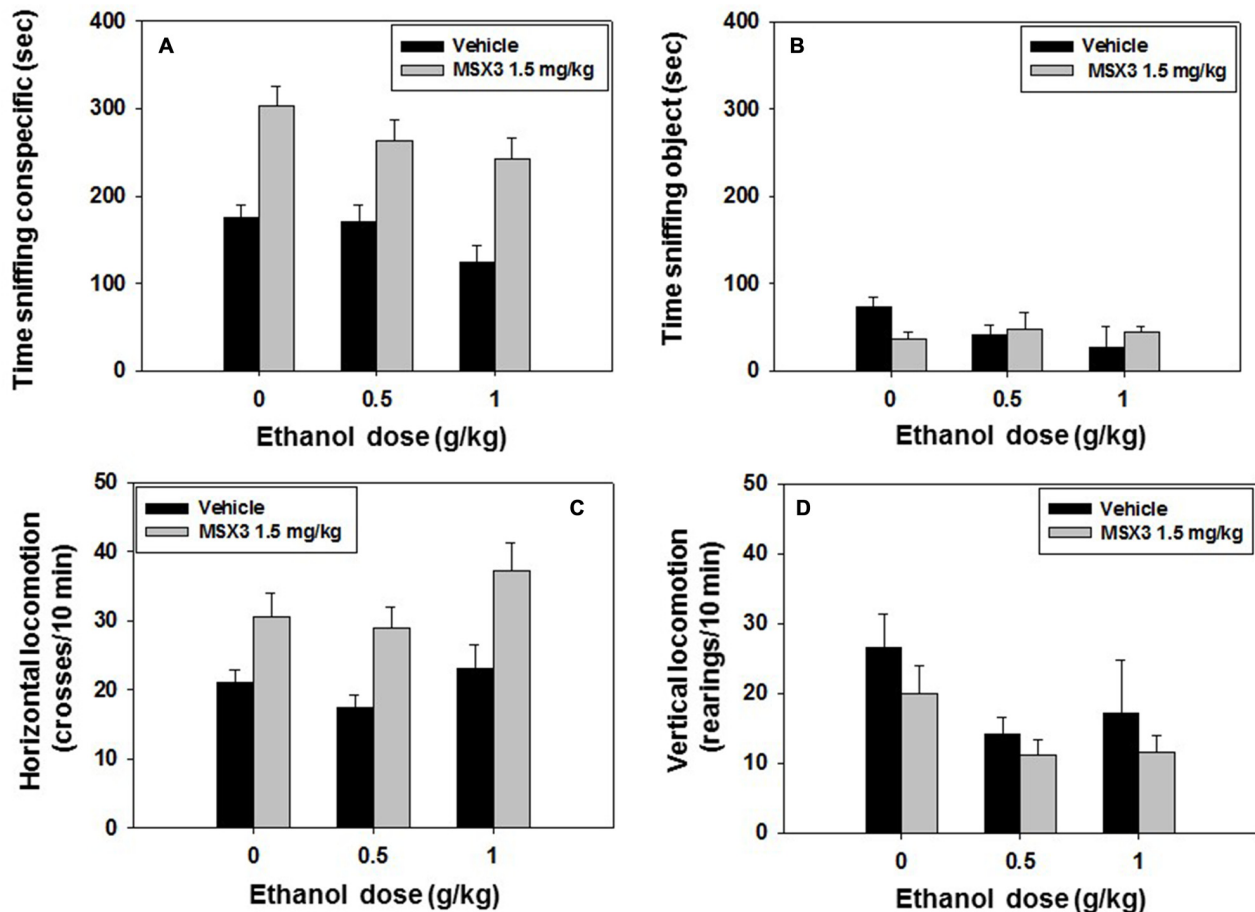 Time sniffing conspecific (sec)
400
300
200
100
0
A
Vehicle
MSX3 1.5 mg/kg
0 0.5 1
Ethanol dose (g/kg)
Time sniffing object (sec)
400
300
200
100
0
B
Vehicle
MSX3 1.5 mg/kg
0 0.5 1
Ethanol dose (g/kg)
Horizontal locomotion
(crosses/10 min)
50
40
30
20
10
0
Vehicle
MSX3 1.5 mg/kg
C
0 0.5 1
Ethanol dose (g/kg)
Vertical locomotion
(rearings/10 min)
50
40
30
20
10
0
D
Vehicle
MSX3 1.5 mg/kg
0 0.5 1
Ethanol dose (g/kg)